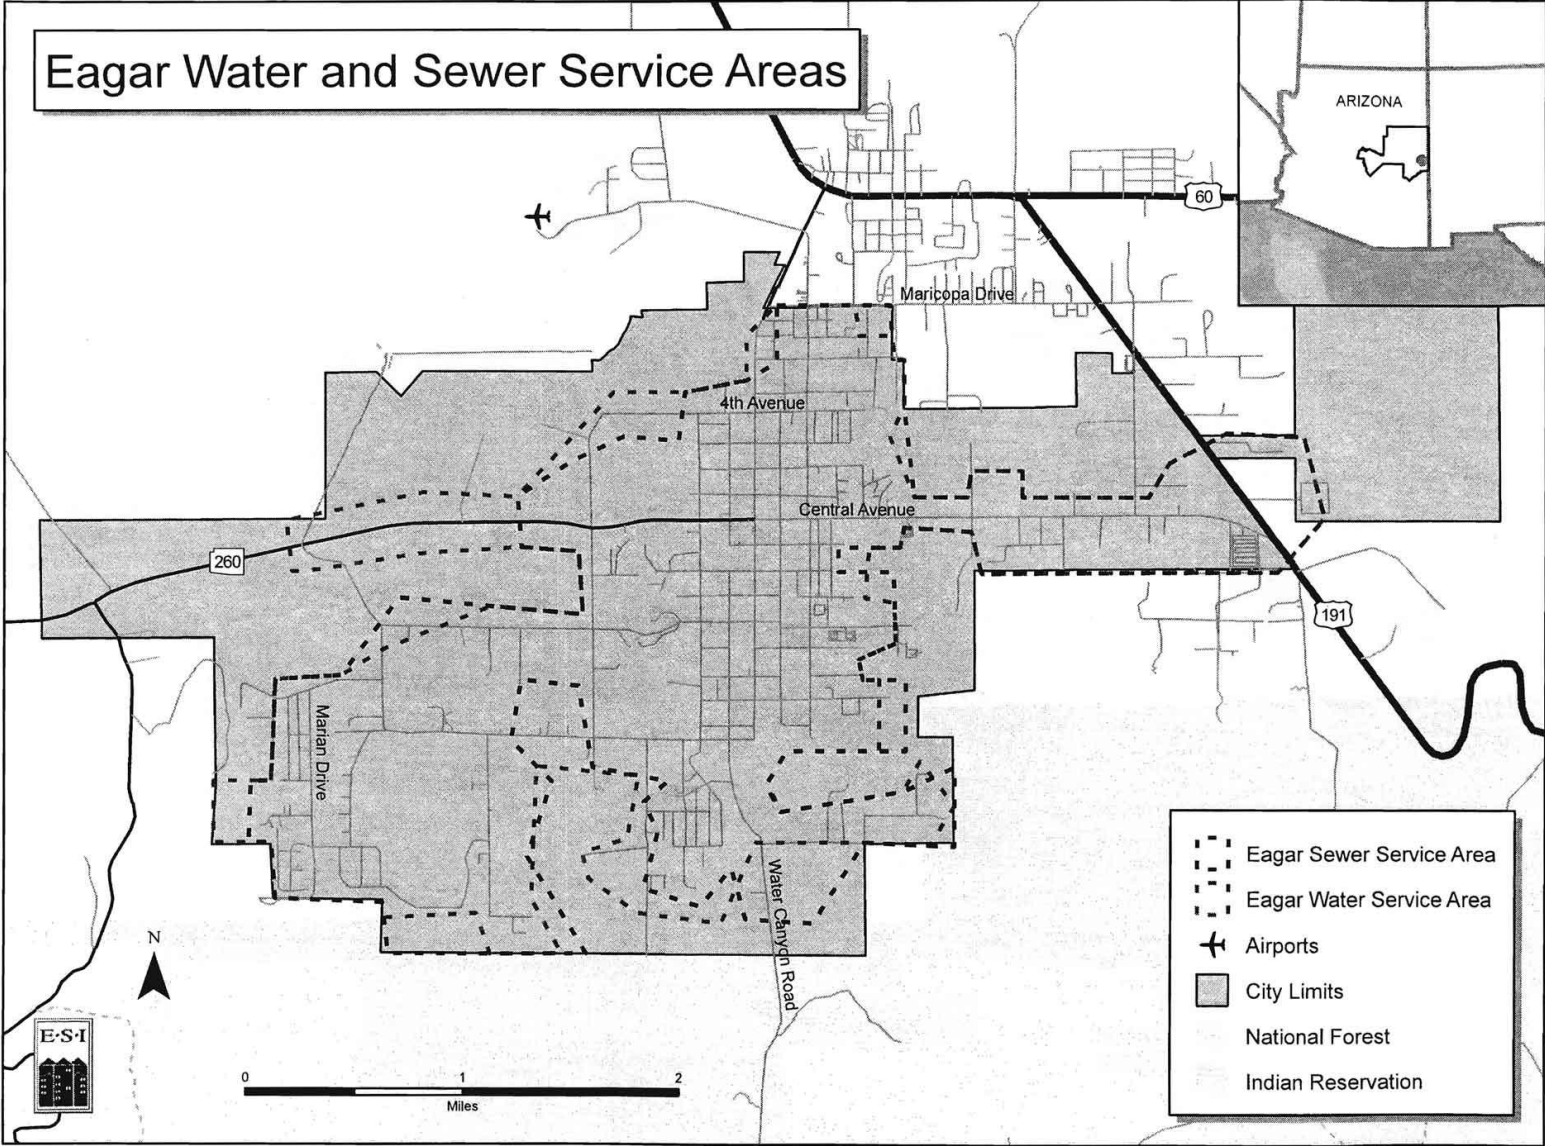 Eagar Water and Sewer Service Areas
ARIZONA
60
Maricopa Drive
4th Avenue
Central Avenue
260
191
Marian Drive
Water Canyon Road
Eagar Sewer Service Area
Eagar Water Service Area
Airports
City Limits
National Forest
Indian Reservation
N
E·S·I
0 1 2
Miles